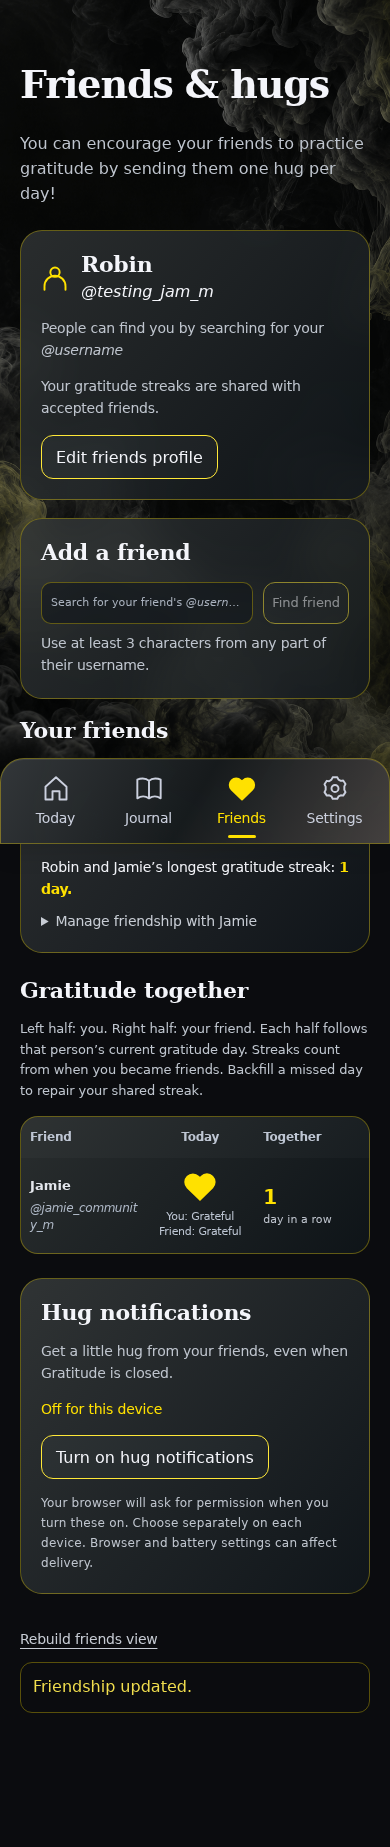 Friends & hugs
You can encourage your friends to practice
gratitude by sending them one hug per
day!
Robin
@testing_jam_m
People can find you by searching for your
@username
Your gratitude streaks are shared with
accepted friends.
Edit friends profile
Add a friend
Search for your friend's @usern…
Find friend
Use at least 3 characters from any part of
their username.
Your friends
Today
Journal
Friends
Settings
Robin and Jamie’s longest gratitude streak: 1
day.
▶ Manage friendship with Jamie
Gratitude together
Left half: you. Right half: your friend. Each half follows
that person’s current gratitude day. Streaks count
from when you became friends. Backfill a missed day
to repair your shared streak.
Friend Today Together
Jamie
@jamie_communit
y_m
You: Grateful
Friend: Grateful
1
day in a row
Hug notifications
Get a little hug from your friends, even when
Gratitude is closed.
Off for this device
Turn on hug notifications
Your browser will ask for permission when you
turn these on. Choose separately on each
device. Browser and battery settings can affect
delivery.
Rebuild friends view
Friendship updated.